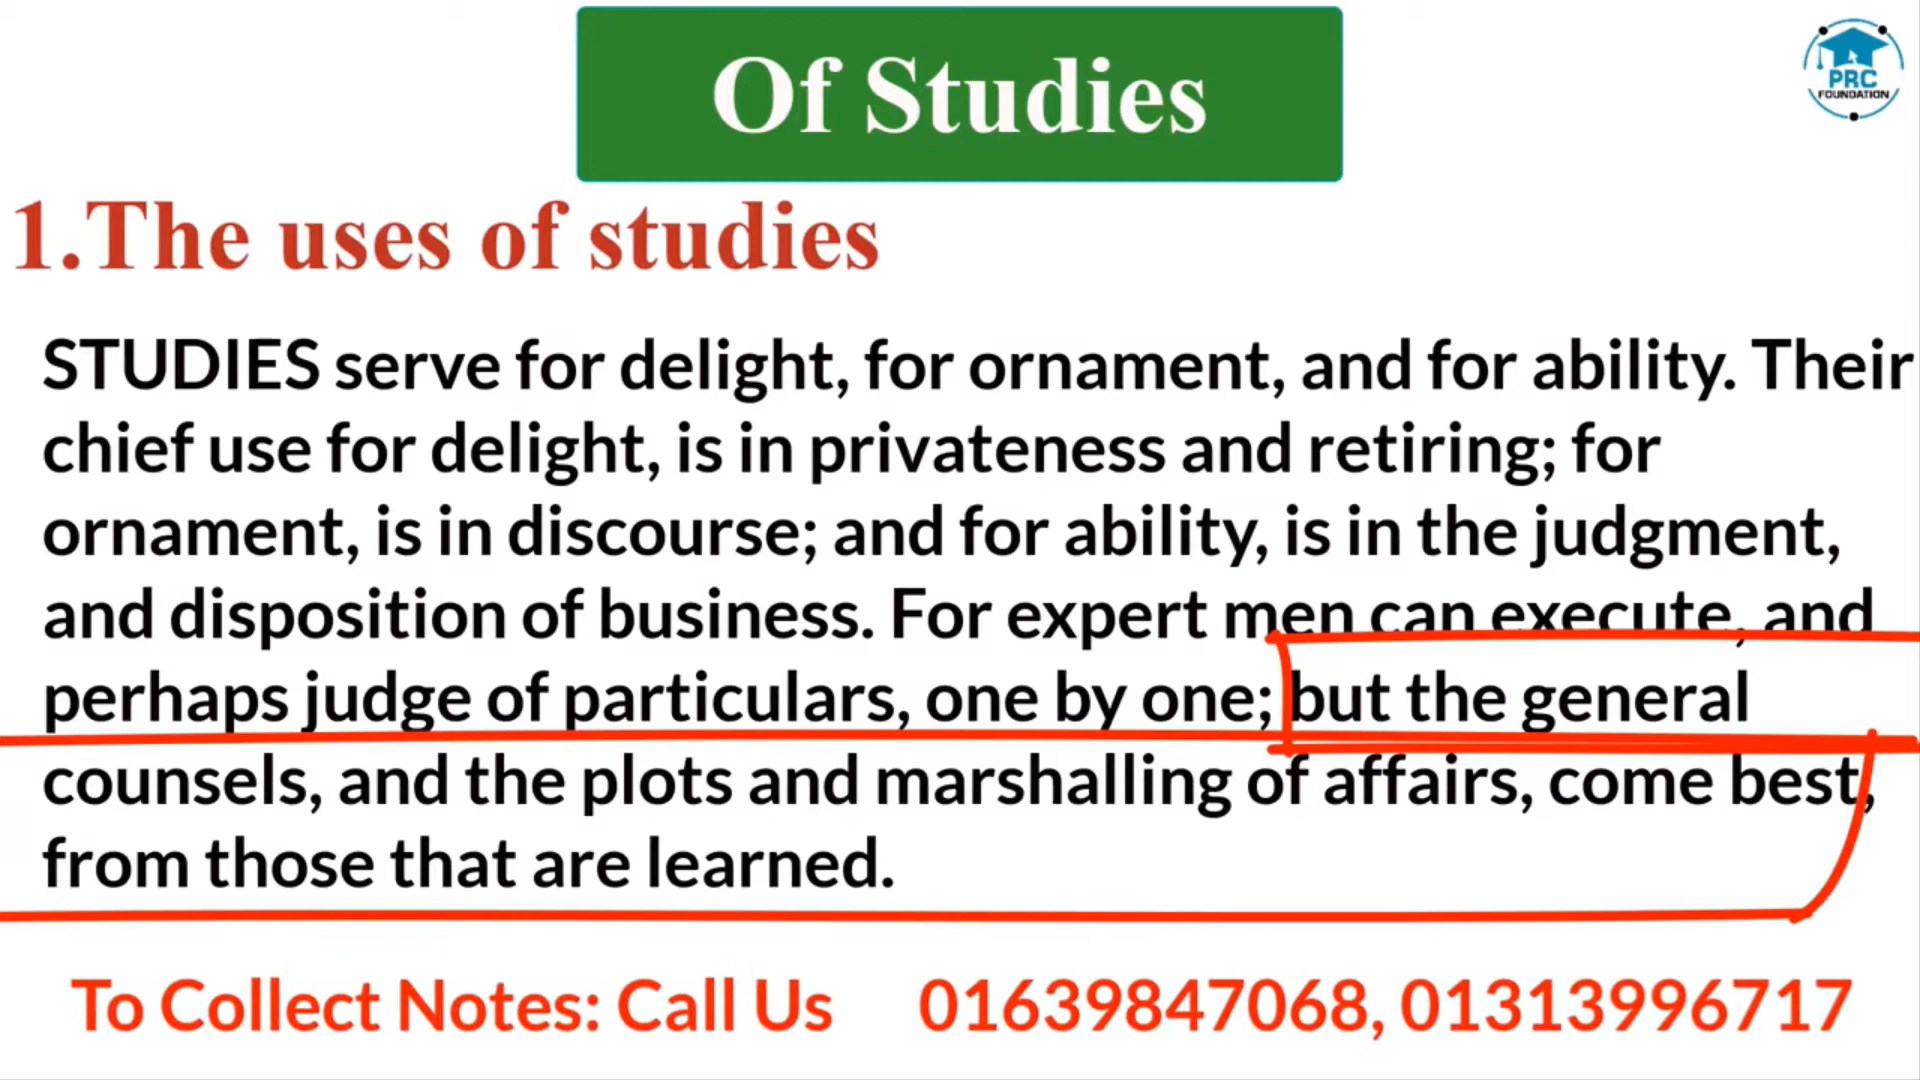 Of Studies
PRC
FOUNDATION
1.The uses of studies
STUDIES serve for delight, for ornament, and for ability. Their
chief use for delight, is in privateness and retiring; for
ornament, is in discourse; and for ability, is in the judgment,
and disposition of business. For expert men can execute, and
perhaps judge of particulars, one by one; but the general
counsels, and the plots and marshalling of affairs, come best,
from those that are learned.
To Collect Notes: Call Us 01639847068, 01313996717